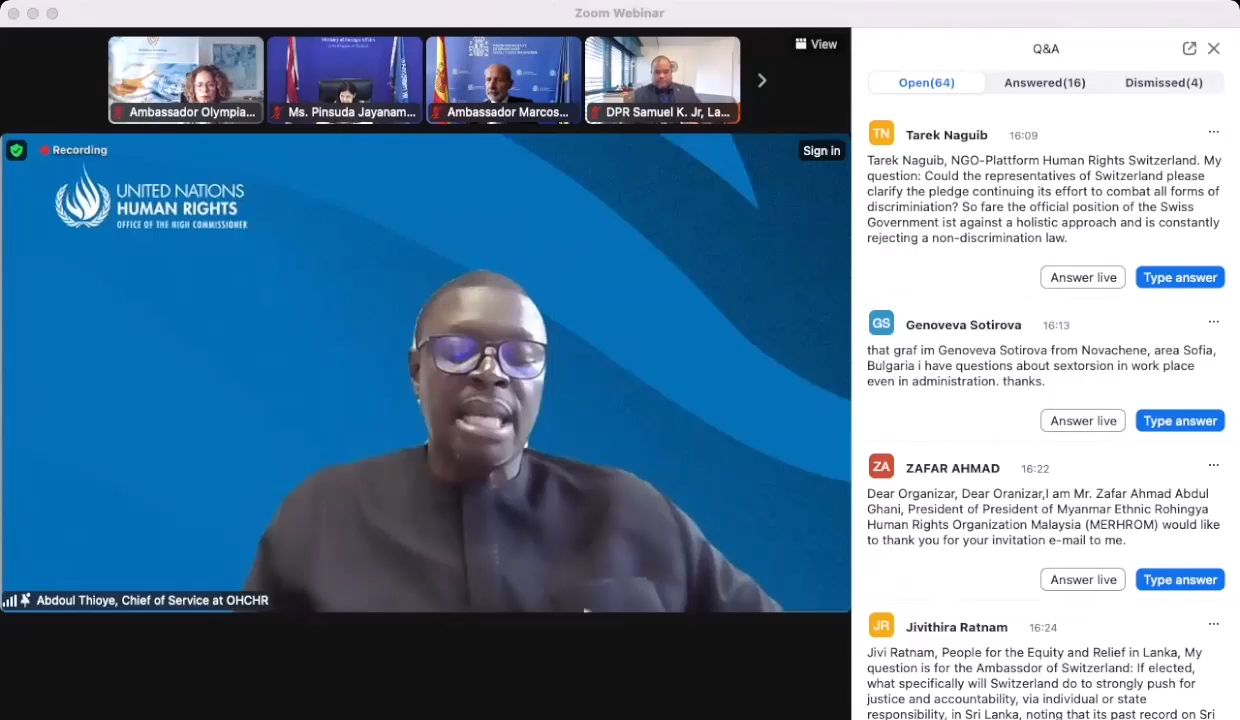 Zoom Webinar
View
Ambassador Olympia...
Ms. Pinsuda Jayanam...
Ambassador Marcos...
DPR Samuel K. Jr, La...
Recording
Sign in
UNITED NATIONS
HUMAN RIGHTS
OFFICE OF THE HIGH COMMISSIONER
Abdoul Thioye, Chief of Service at OHCHR
Q&A
Open(64)
Answered(16)
Dismissed(4)
TN
Tarek Naguib 16:09
Tarek Naguib, NGO-Plattform Human Rights Switzerland. My
question: Could the representatives of Switzerland please
clarify the pledge continuing its effort to combat all forms of
discriminiation? So fare the official position of the Swiss
Government ist against a holistic approach and is constantly
rejecting a non-discrimination law.
Answer live
Type answer
GS
Genoveva Sotirova 16:13
that graf im Genoveva Sotirova from Novachene, area Sofia,
Bulgaria i have questions about sextorsion in work place
even in administration. thanks.
Answer live
Type answer
ZA
ZAFAR AHMAD 16:22
Dear Organizar, Dear Oranizar,I am Mr. Zafar Ahmad Abdul
Ghani, President of President of Myanmar Ethnic Rohingya
Human Rights Organization Malaysia (MERHROM) would like
to thank you for your invitation e-mail to me.
Answer live
Type answer
JR
Jivithira Ratnam 16:24
Jivi Ratnam, People for the Equity and Relief in Lanka, My
question is for the Ambassdor of Switzerland: If elected,
what specifically will Switzerland do to strongly push for
justice and accountability, via individual or state
responsibility, in Sri Lanka, noting that its past record on Sri